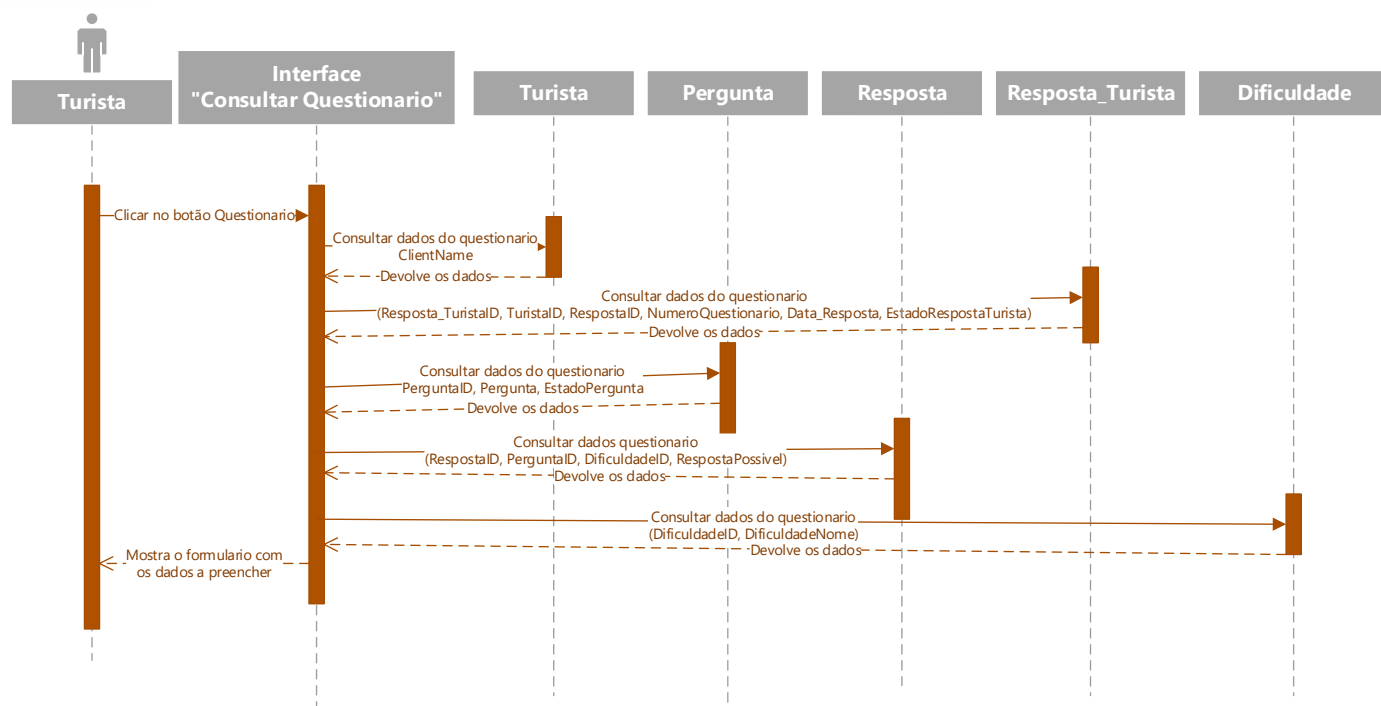 Turista
Interface
"Consultar Questionario"
Turista
Pergunta
Resposta
Resposta_Turista
Dificuldade
Clicar no botão Questionario
Consultar dados do questionario
ClientName
Devolve os dados
Consultar dados do questionario
(Resposta_TuristaID, TuristaID, RespostaID, NumeroQuestionario, Data_Resposta, EstadoRespostaTurista)
Devolve os dados
Consultar dados do questionario
PerguntaID, Pergunta, EstadoPergunta
Devolve os dados
Consultar dados questionario
(RespostaID, PerguntaID, DificuldadeID, RespostaPossivel)
Devolve os dados
Consultar dados do questionario
(DificuldadeID, DificuldadeNome)
Devolve os dados
Mostra o formulario com
os dados a preencher